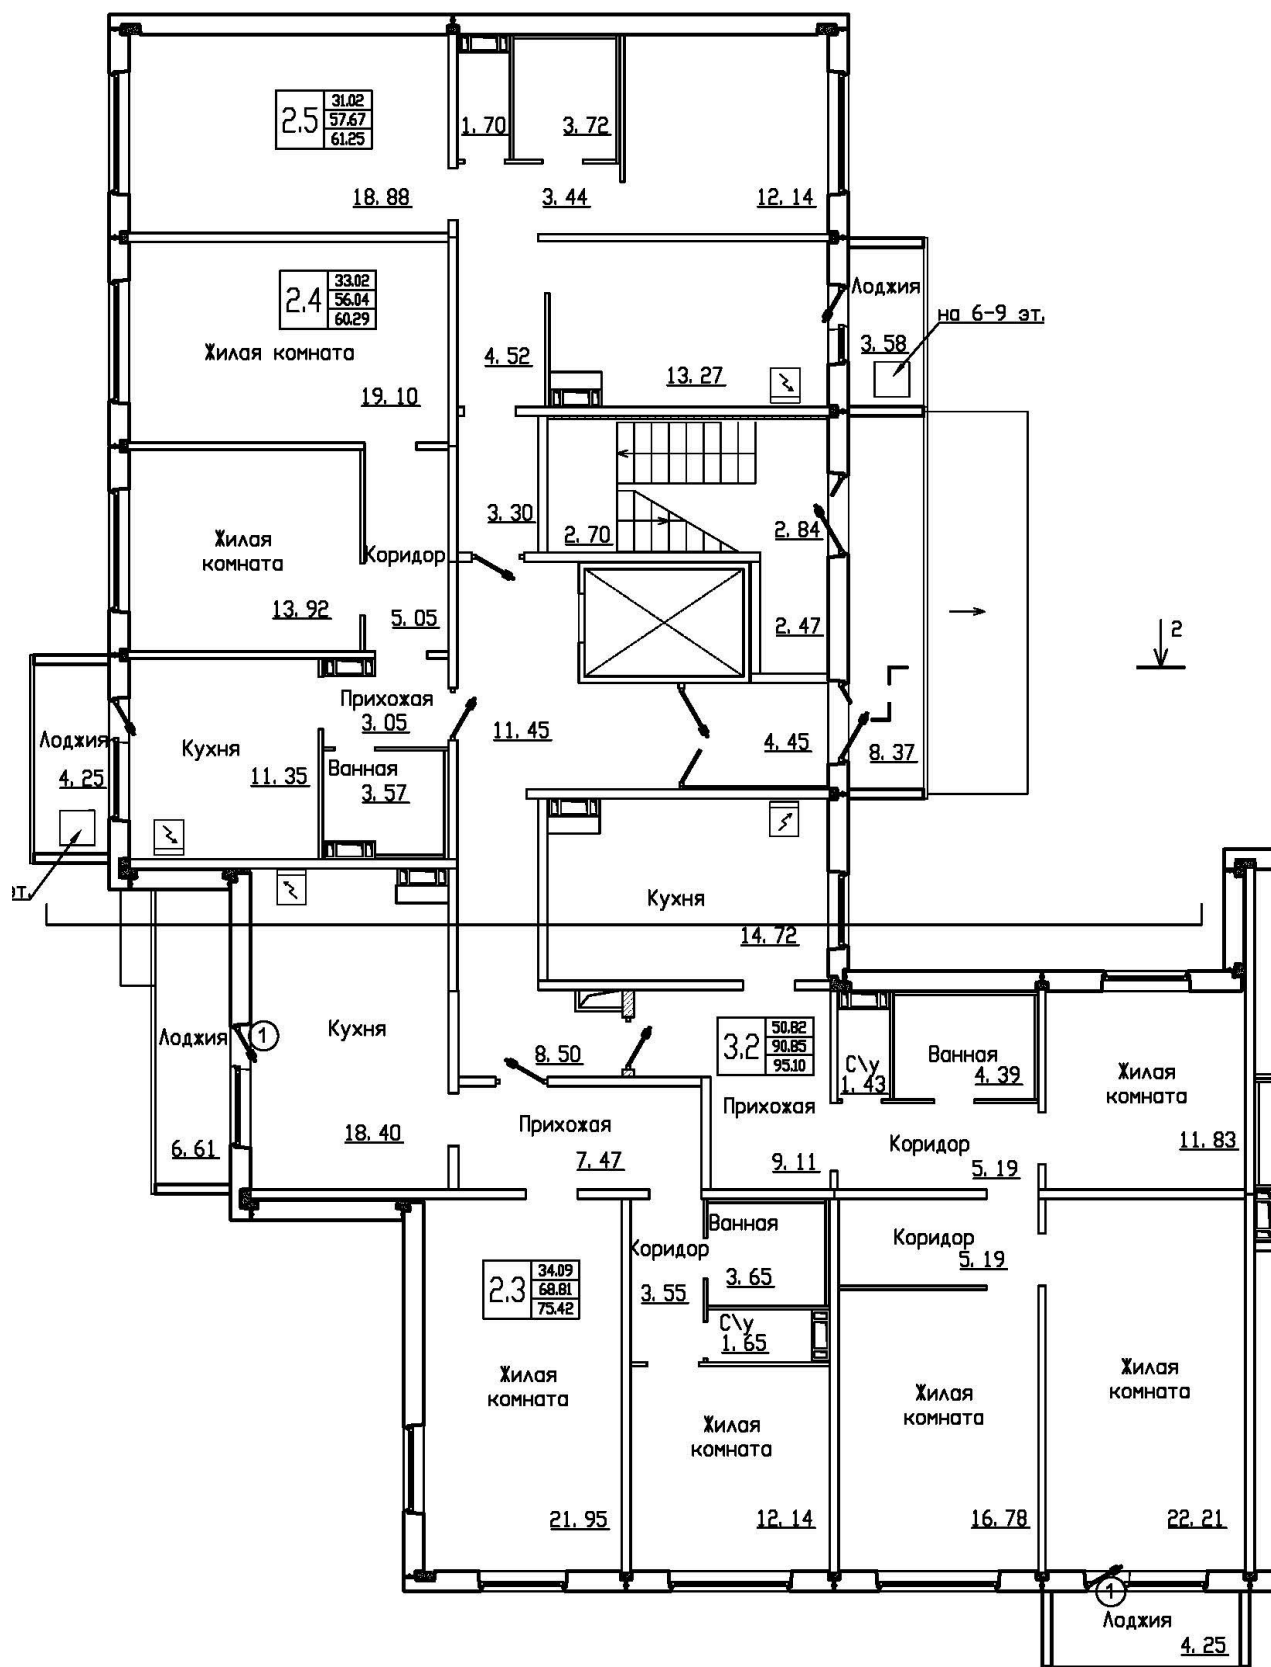 2.5
31.02
57.67
61.25
1.70
3.72
18.88
3.44
12.14
2.4
33.02
56.04
60.29
Лоджия
на 6-9 эт.
Жилая комната
4.52
3.58
13.27
19.10
3.30
2.70
2.84
Жилая
комната
Коридор
13.92
5.05
2.47
2
Прихожая
3.05
11.45
4.45
8.37
Лоджия
4.25
Кухня
11.35
Ванная
3.57
эт.
Кухня
14.72
Лоджия
1
Кухня
8.50
3.2
50.82
90.85
95.10
С\у
1.43
Ванная
4.39
Жилая
комната
6.61
18.40
Прихожая
7.47
Прихожая
9.11
Коридор
5.19
11.83
2.3
34.09
68.81
75.42
Коридор
3.55
Ванная
3.65
С\у
1.65
Коридор
5.19
Жилая
комната
Жилая
комната
Жилая
комната
Жилая
комната
21.95
12.14
16.78
22.21
1
Лоджия
4.25